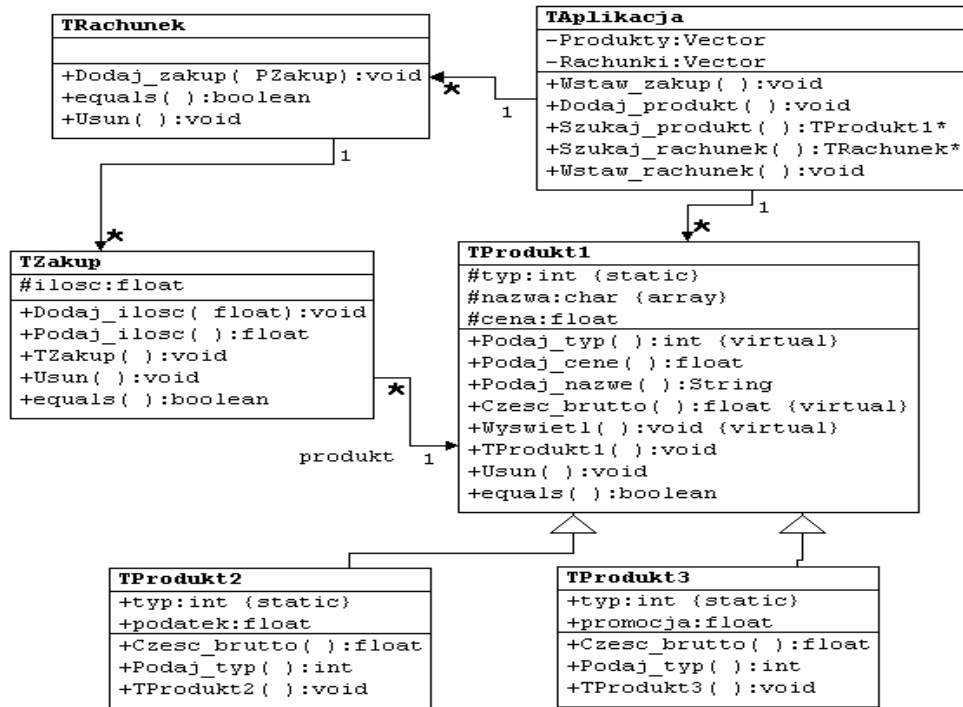 TRachunek
+Dodaj_zakup( PZakup):void
+equals( ):boolean
+Usun( ):void
TAplikacja
-Produkty:Vector
-Rachunki:Vector
+Wstaw_zakup( ):void
+Dodaj_produkt( ):void
+Szukaj_produkt( ):TProdukt1*
+Szukaj_rachunek( ):TRachunek*
+Wstaw_rachunek( ):void
*
1
1
*
1
*
TZakup
#ilosc:float
+Dodaj_ilosc( float):void
+Podaj_ilosc( ):float
+TZakup( ):void
+Usun( ):void
+equals( ):boolean
TProdukt1
#typ:int {static}
#nazwa:char {array}
#cena:float
+Podaj_typ( ):int {virtual}
+Podaj_cene( ):float
+Podaj_nazwe( ):String
+Czesc_brutto( ):float {virtual}
+Wyswietl( ):void {virtual}
+TProdukt1( ):void
+Usun( ):void
+equals( ):boolean
*
produkt 1
TProdukt2
+typ:int {static}
+podatek:float
+Czesc_brutto( ):float
+Podaj_typ( ):int
+TProdukt2( ):void
TProdukt3
+typ:int {static}
+promocja:float
+Czesc_brutto( ):float
+Podaj_typ( ):int
+TProdukt3( ):void